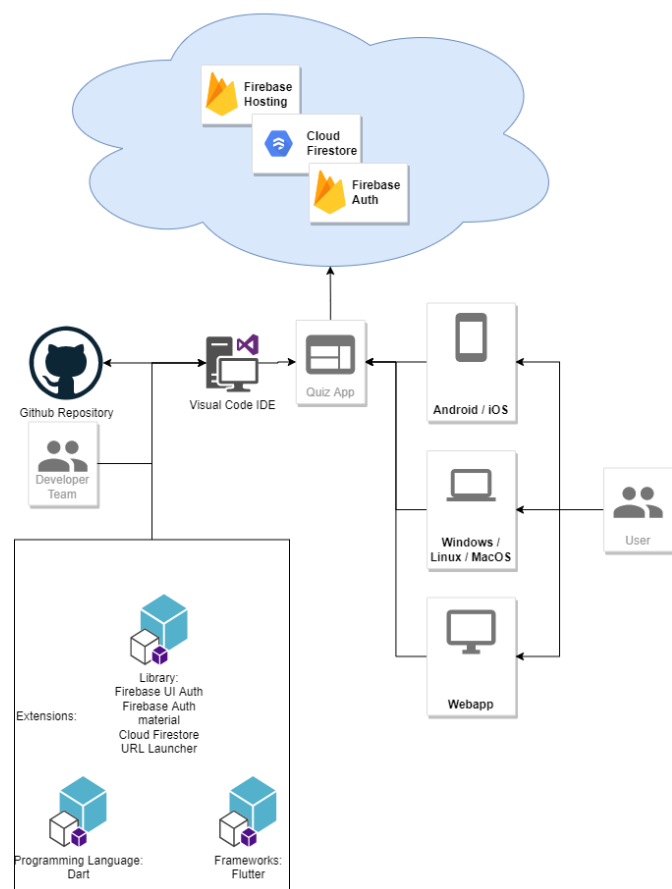 Firebase
Hosting
Cloud
Firestore
Firebase
Auth
Github Repository
Visual Code IDE
Quiz App
Android / iOS
Developer
Team
Windows /
Linux / MacOS
User
Webapp
Extensions:
Library:
Firebase UI Auth
Firebase Auth
material
Cloud Firestore
URL Launcher
Programming Language:
Dart
Frameworks:
Flutter